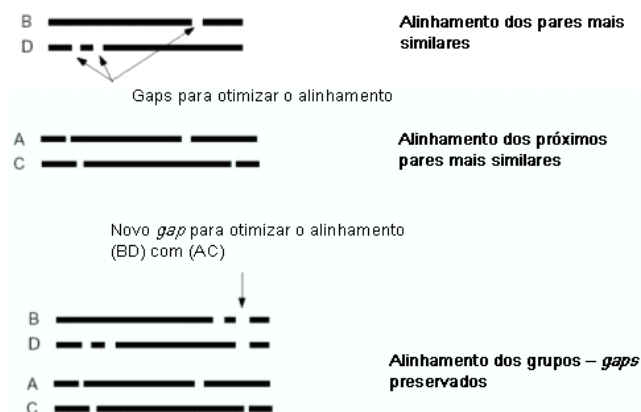 B
Alinhamento dos pares mais
similares
D
Gaps para otimizar o alinhamento
A
Alinhamento dos próximos
pares mais similares
C
Novo gap para otimizar o alinhamento
(BD) com (AC)
B
D
Alinhamento dos grupos – gaps
preservados
A
C